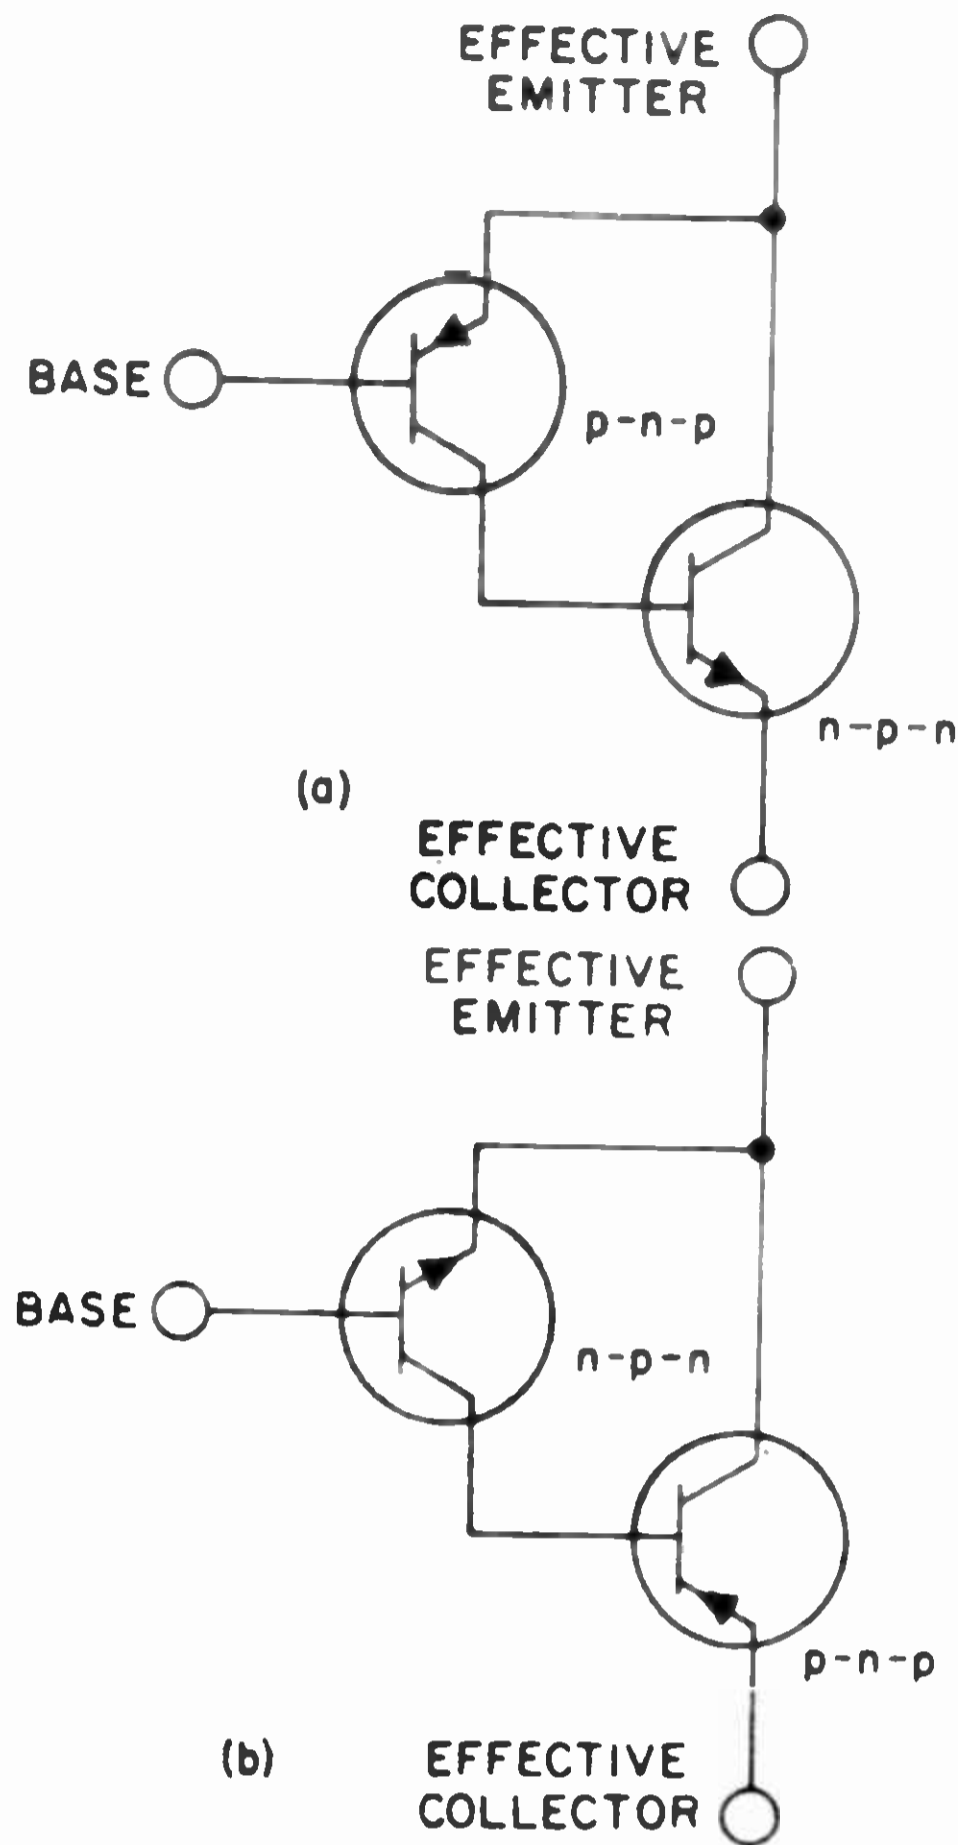 EFFECTIVE
EMITTER
BASE
p-n-p
n-p-n
(a)
EFFECTIVE
COLLECTOR
EFFECTIVE
EMITTER
BASE
n-p-n
p-n-p
(b)
EFFECTIVE
COLLECTOR